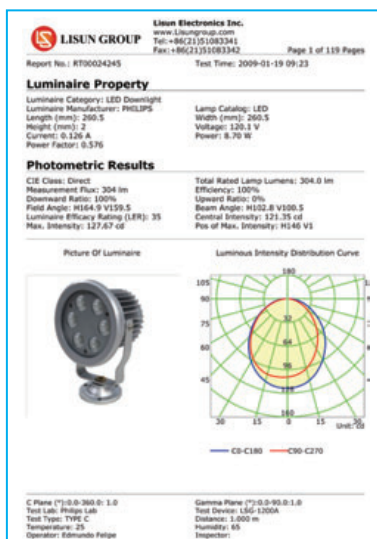 LISUN GROUP
Lisun Electronics Inc.
www.Lisungroup.com
Tel:+86(21)51083341
Fax:+86(21)51083342
Page 1 of 119 Pages
Report No.: RT00024245 Test Time: 2009-01-19 09:23
Luminaire Property
Luminaire Category: LED Downlight
Luminaire Manufacturer: PHILIPS Lamp Catalog: LED
Length (mm): 260.5 Width (mm): 260.5
Height (mm): 2 Voltage: 120.1 V
Current: 0.126 A Power: 8.70 W
Power Factor: 0.576
Photometric Results
CIE Class: Direct Total Rated Lamp Lumens: 304.0 lm
Measurement Flux: 304 lm Efficiency: 100%
Downward Ratio: 100% Upward Ratio: 0%
Field Angle: H164.9 V159.5 Beam Angle: H102.8 V100.5
Luminaire Efficacy Rating (LER): 35 Central Intensity: 121.35 cd
Max. Intensity: 127.67 cd Pos of Max. Intensity: H146 V1
Picture Of Luminaire Luminous Intensity Distribution Curve
180
105 105
90 90
32
75 75
64
60 60
96
45 45
160
30 15 0 15 30
Unit: cd
C0-C180 C90-C270
C Plane (°):0.0-360.0: 1.0 Gamma Plane (°):0.0-90.0:1.0
Test Lab: Philips Lab Test Device: LSG-1200A
Test Type: TYPE C Distance: 1.000 m
Temperature: 25 Humidity: 65
Operator: Edmundo Felipe Inspector: